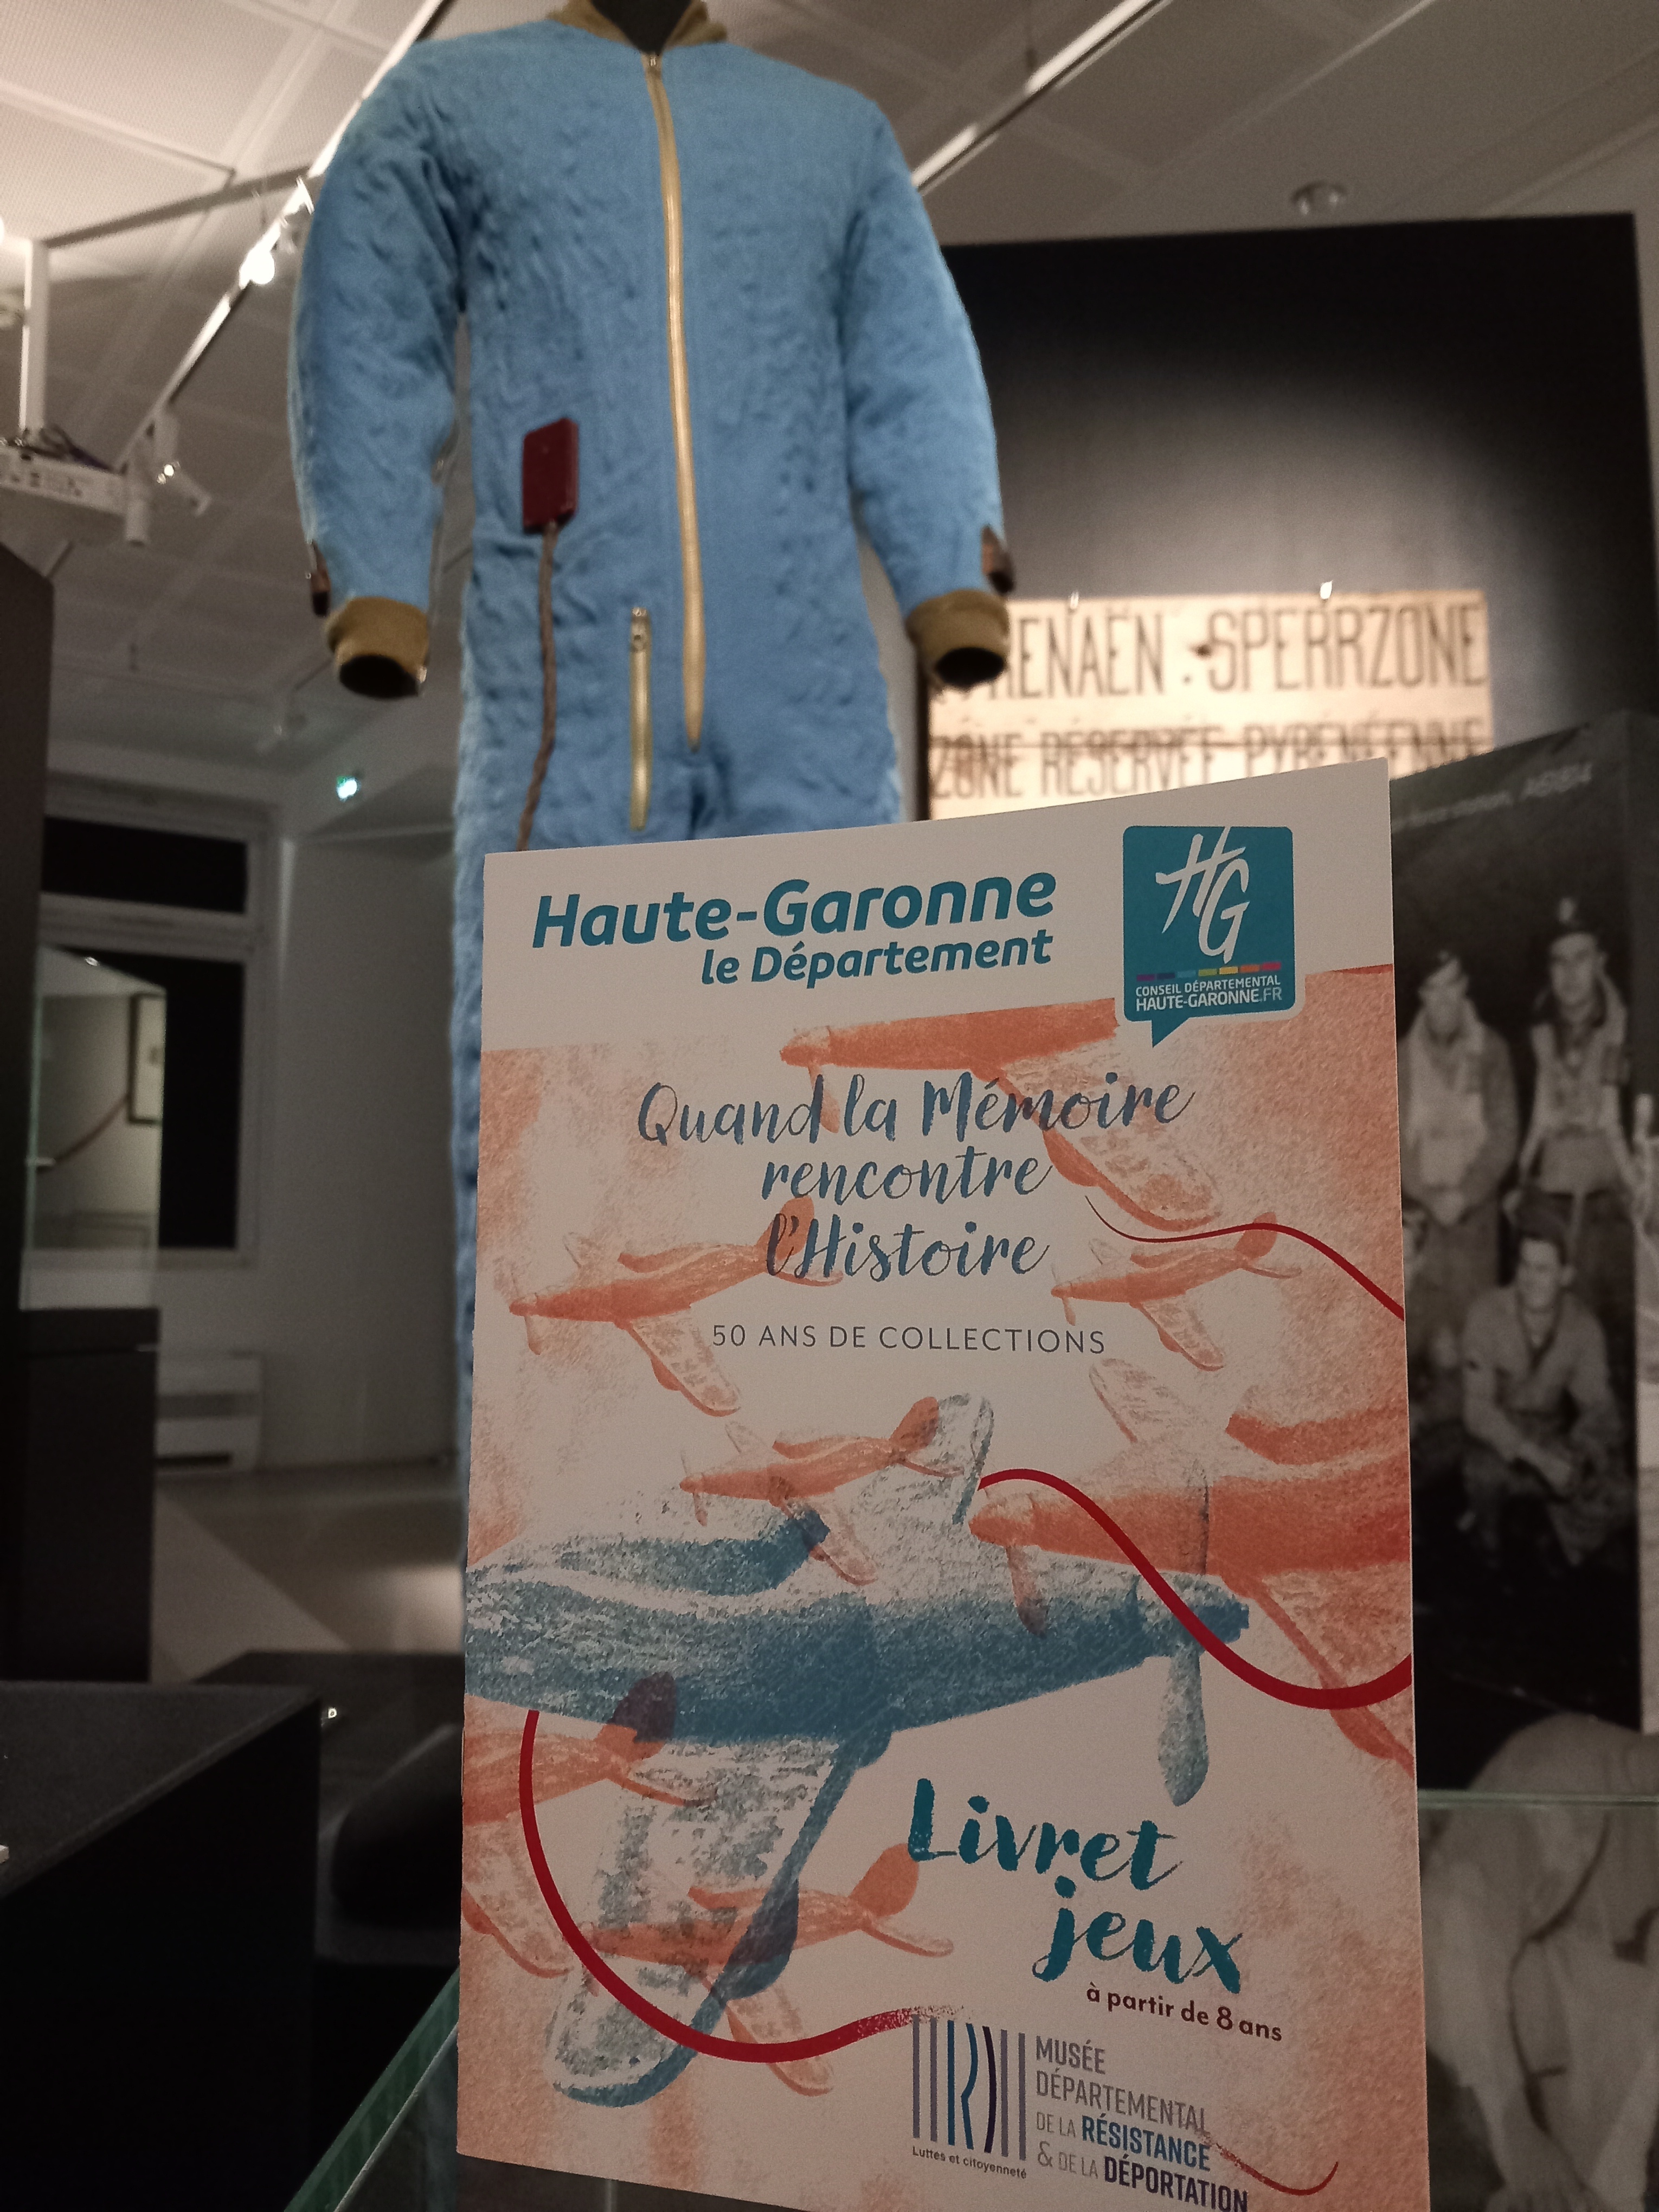 SPERRZONE
ZONE RÉSERVÉE PYRÉNÉENNE
Haute-Garonne
le Département
HG
CONSEIL DÉPARTEMENTAL
HAUTE-GARONNE.FR
Quand la Mémoire
rencontre
l'Histoire
50 ANS DE COLLECTIONS
Livret
jeux
à partir de 8 ans
MUSÉE
DÉPARTEMENTAL
DE LA RÉSISTANCE
& DE LA DÉPORTATION
Luttes et citoyenneté